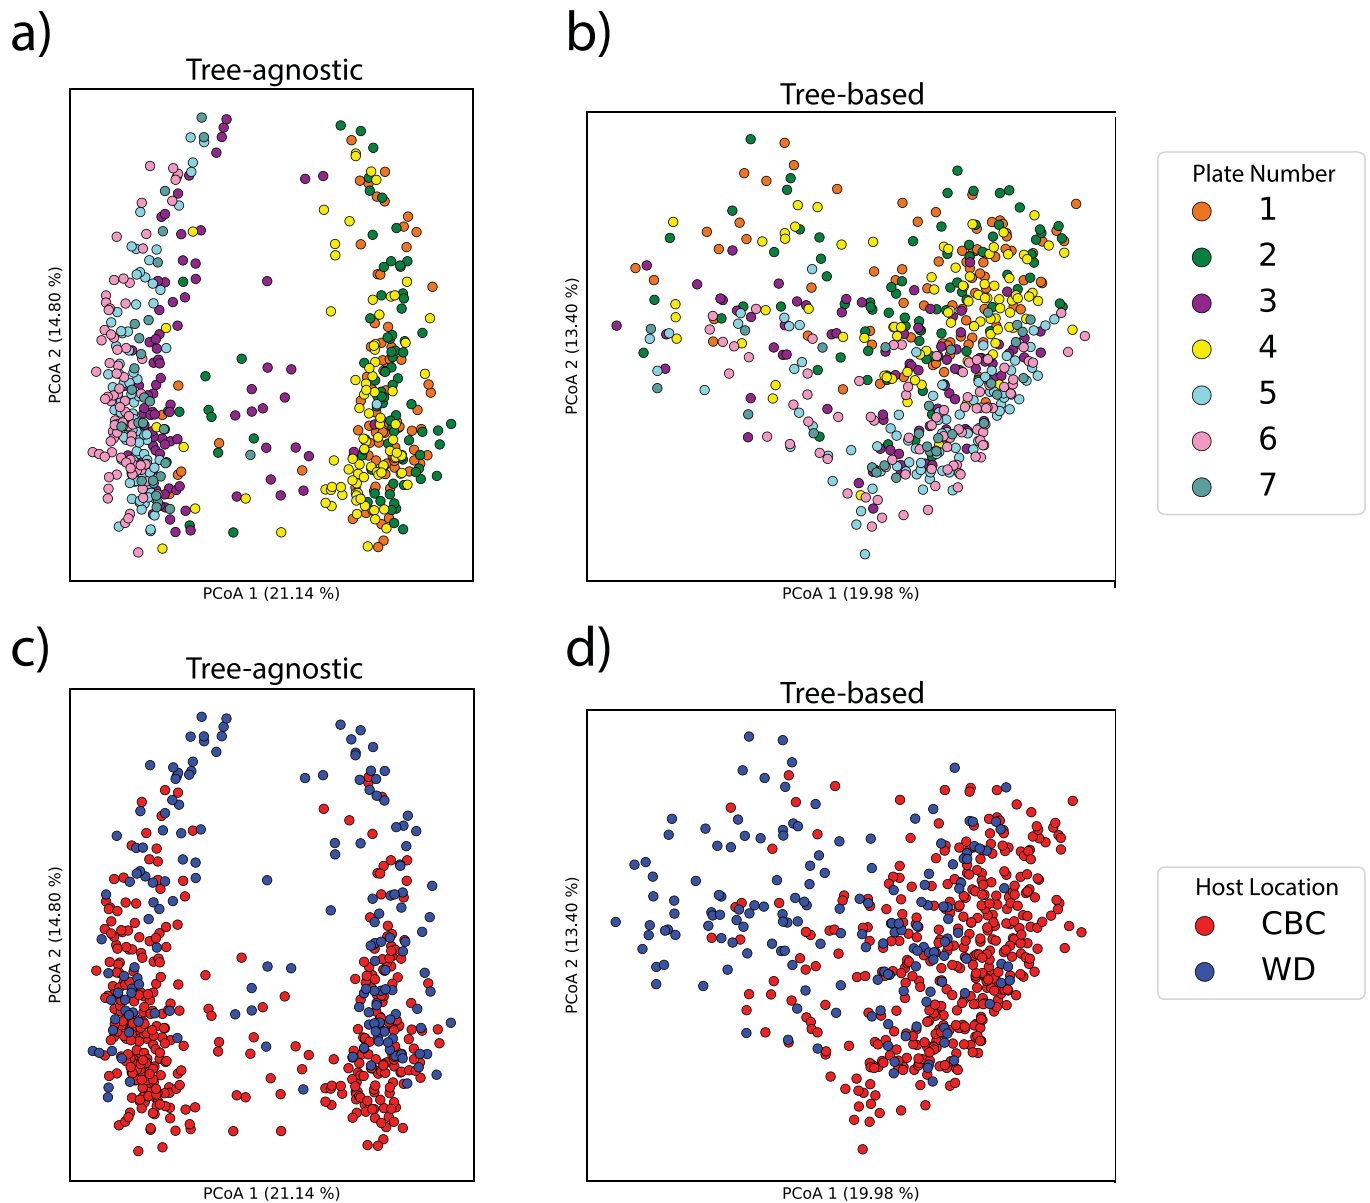 a)
Tree-agnostic
PCoA 2 (14.80 %)
PCoA 1 (21.14 %)
b)
Tree-based
PCoA 2 (13.40 %)
PCoA 1 (19.98 %)
Plate Number
1
2
3
4
5
6
7
c)
Tree-agnostic
PCoA 2 (14.80 %)
PCoA 1 (21.14 %)
d)
Tree-based
PCoA 2 (13.40 %)
PCoA 1 (19.98 %)
Host Location
CBC
WD